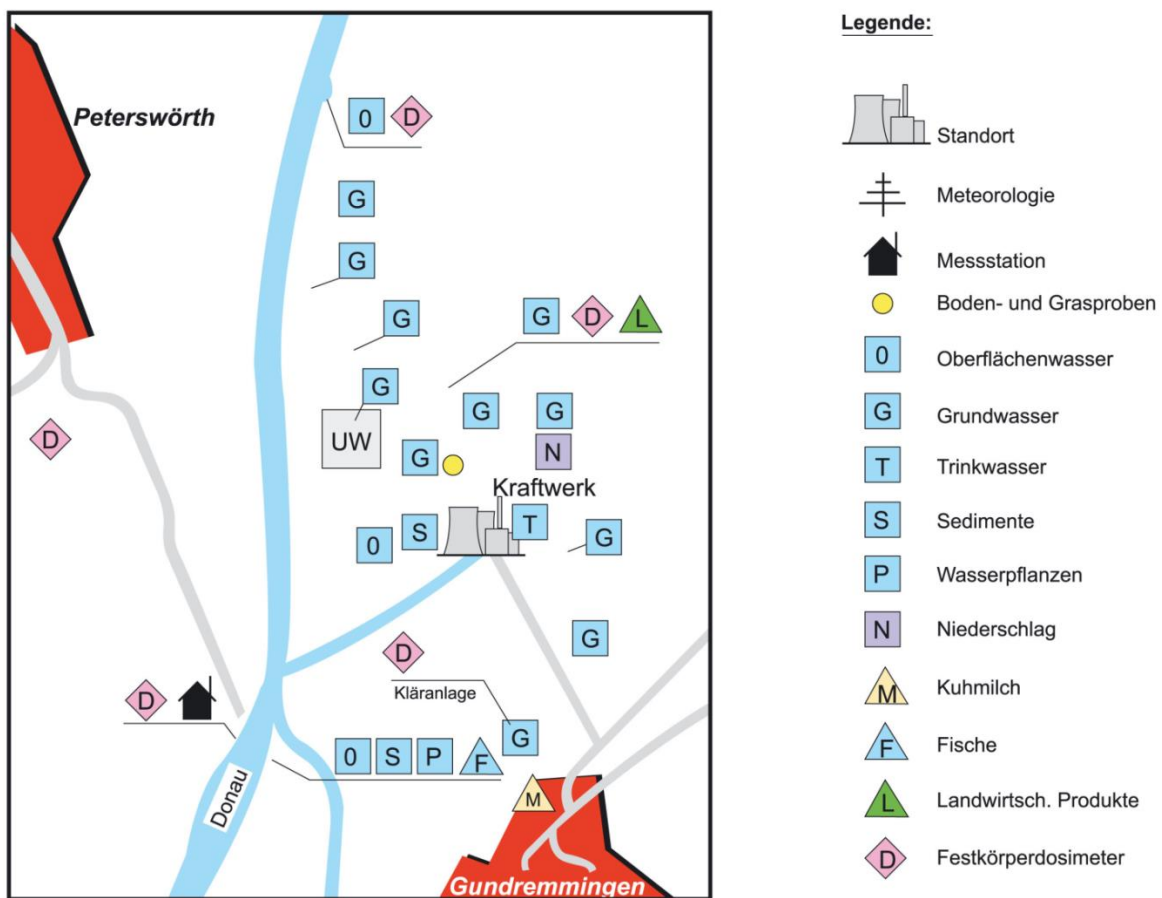 Peterswörth
0 D
G
G
G
G D L
G
G G
UW
G
N
D
Kraftwerk
0 S T
G
G
D
Kläranlage
D
G
0 S P F
Donau
M
Gundremmingen
Legende:
Standort
Meteorologie
Messstation
Boden- und Grasproben
0 Oberflächenwasser
G Grundwasser
T Trinkwasser
S Sedimente
P Wasserpflanzen
N Niederschlag
M Kuhmilch
F Fische
L Landwirtsch. Produkte
D Festkörperdosimeter